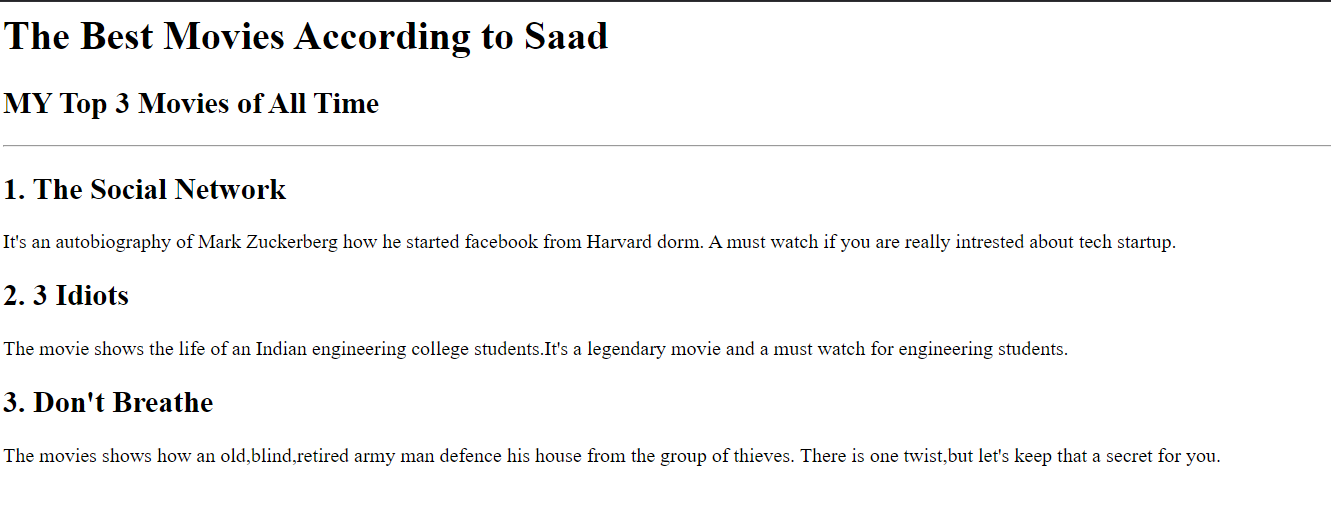 The Best Movies According to Saad
MY Top 3 Movies of All Time
1. The Social Network
It's an autobiography of Mark Zuckerberg how he started facebook from Harvard dorm. A must watch if you are really intrested about tech startup.
2. 3 Idiots
The movie shows the life of an Indian engineering college students.It's a legendary movie and a must watch for engineering students.
3. Don't Breathe
The movies shows how an old,blind,retired army man defence his house from the group of thieves. There is one twist,but let's keep that a secret for you.